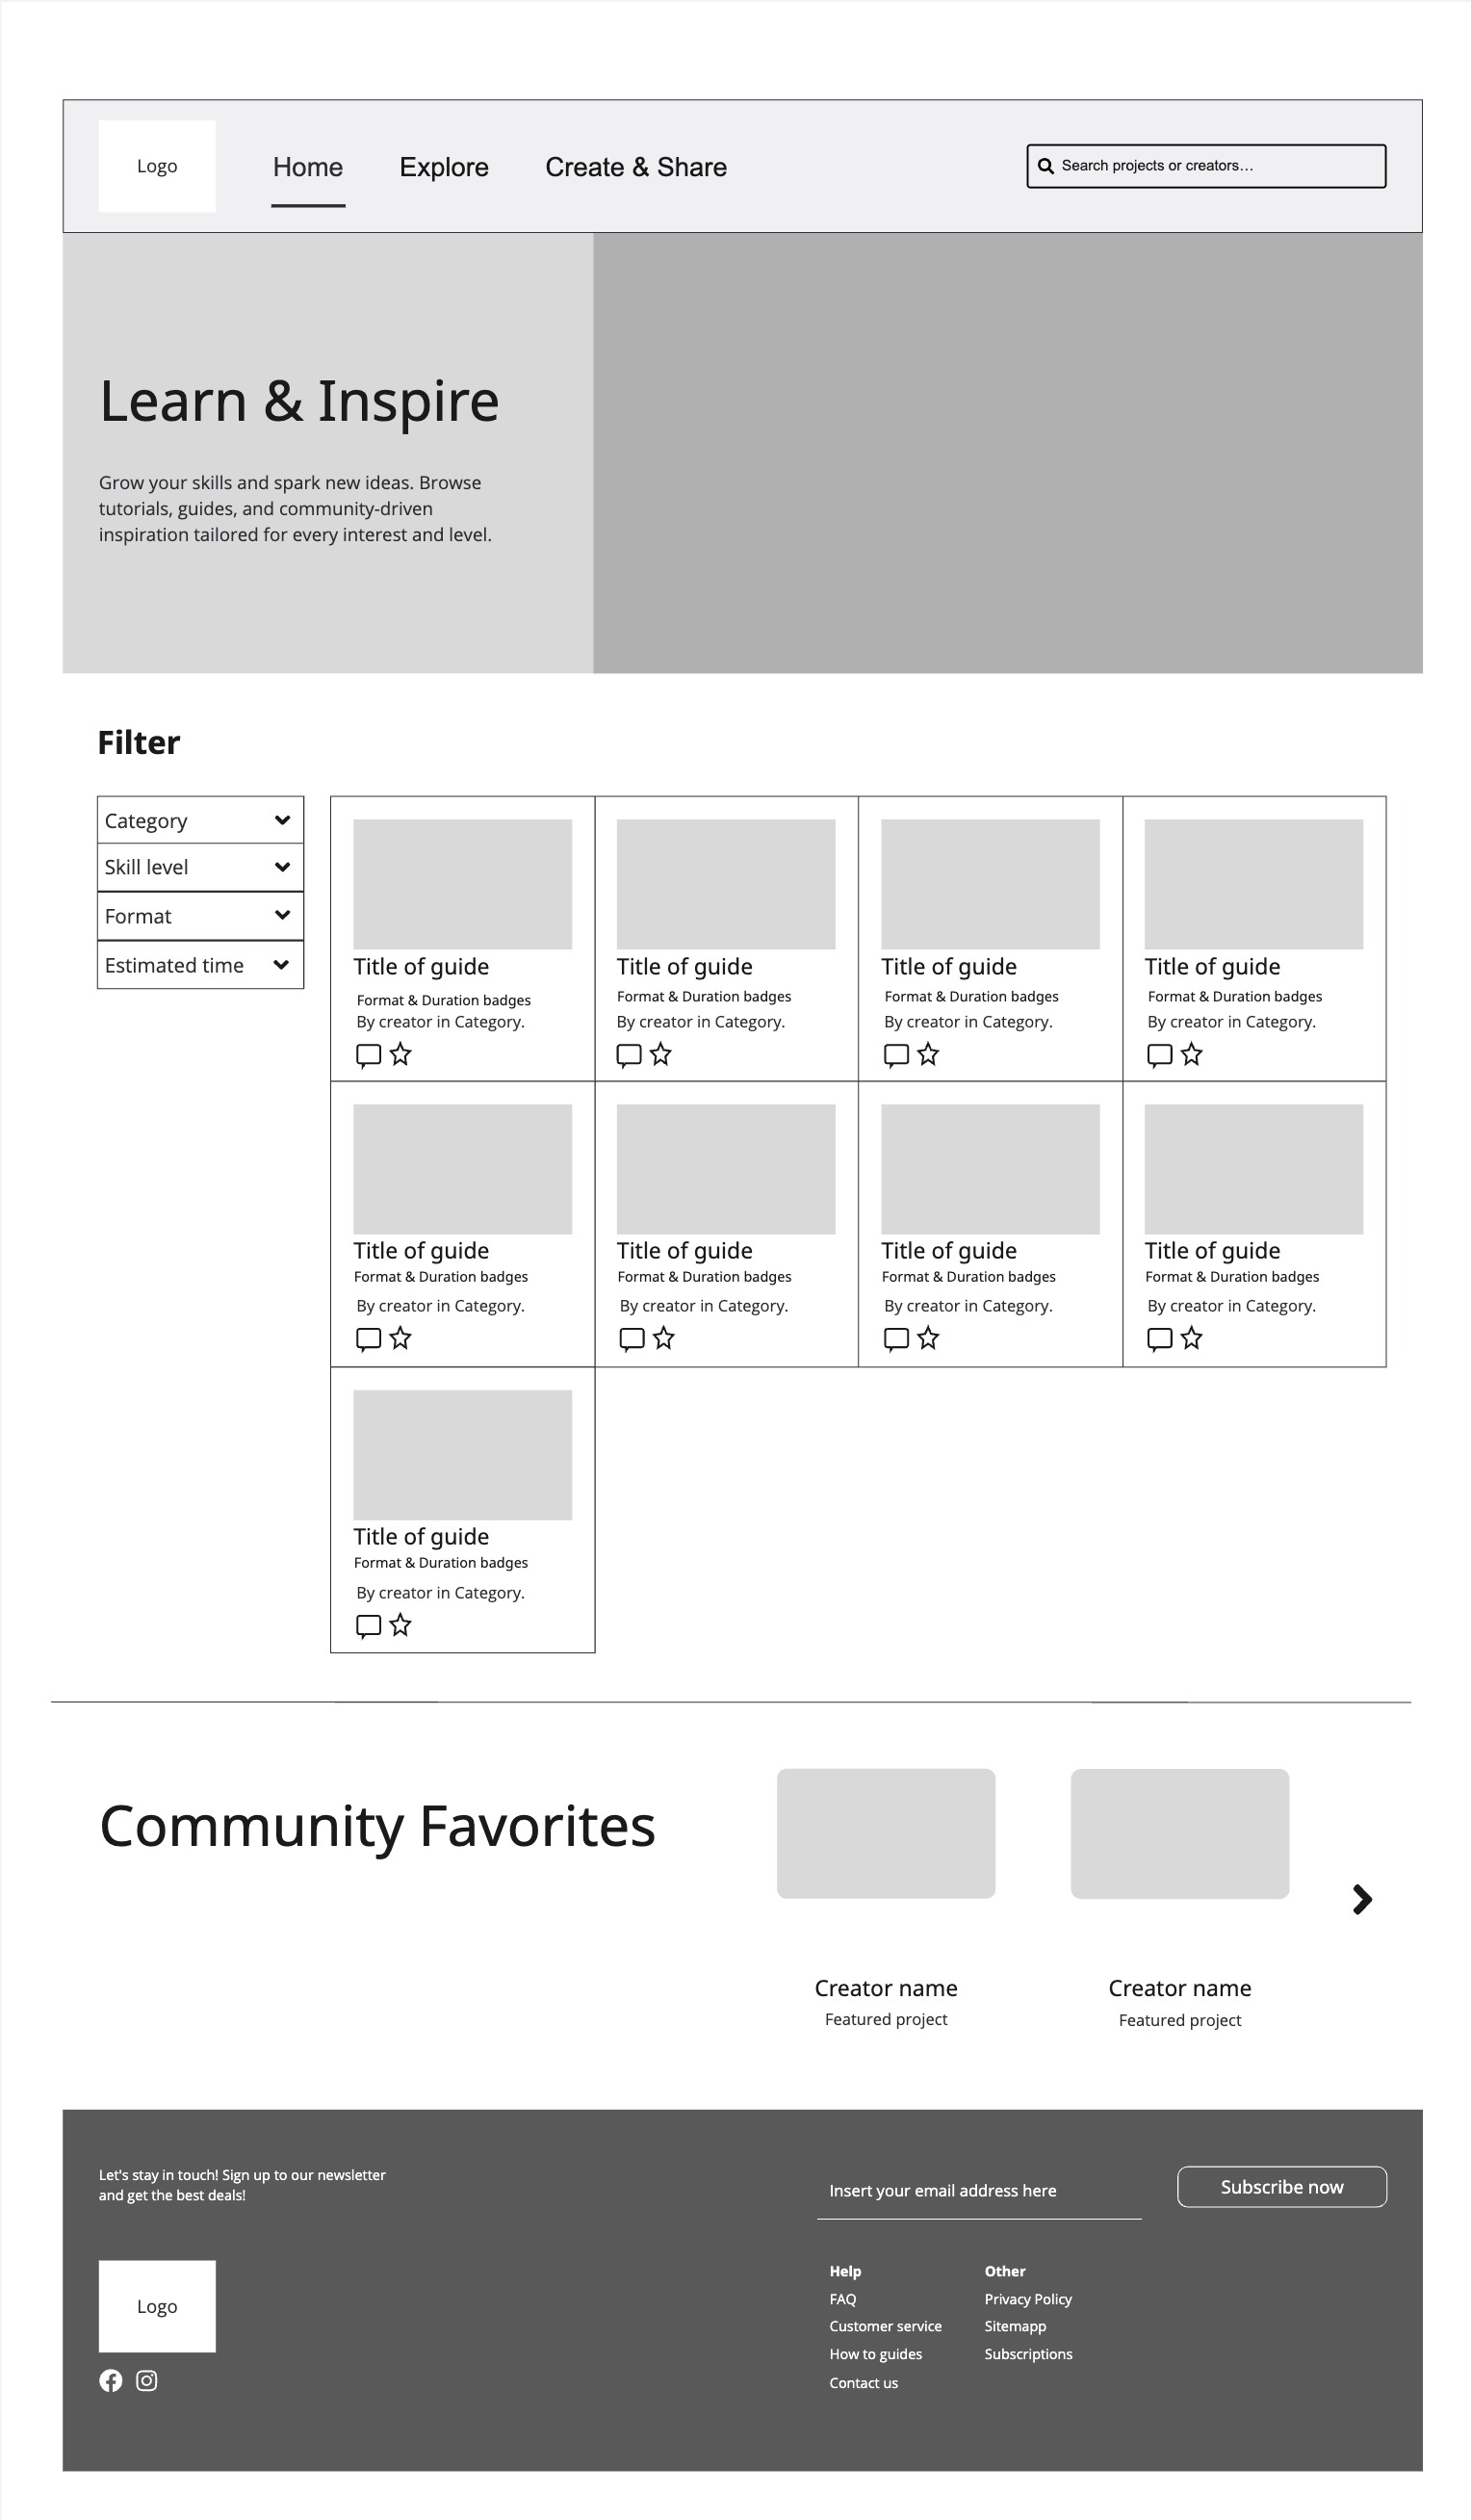 Logo
Home
Explore
Create & Share
Search projects or creators...
Learn & Inspire
Grow your skills and spark new ideas. Browse
tutorials, guides, and community-driven
inspiration tailored for every interest and level.
Filter
Category
Skill level
Format
Estimated time
Title of guide
Format & Duration badges
By creator in Category.
Title of guide
Format & Duration badges
By creator in Category.
Title of guide
Format & Duration badges
By creator in Category.
Title of guide
Format & Duration badges
By creator in Category.
Title of guide
Format & Duration badges
By creator in Category.
Title of guide
Format & Duration badges
By creator in Category.
Title of guide
Format & Duration badges
By creator in Category.
Title of guide
Format & Duration badges
By creator in Category.
Title of guide
Format & Duration badges
By creator in Category.
Community Favorites
Creator name
Featured project
Creator name
Featured project
Let's stay in touch! Sign up to our newsletter
and get the best deals!
Insert your email address here
Subscribe now
Logo
Help
FAQ
Customer service
How to guides
Contact us
Other
Privacy Policy
Sitemapp
Subscriptions